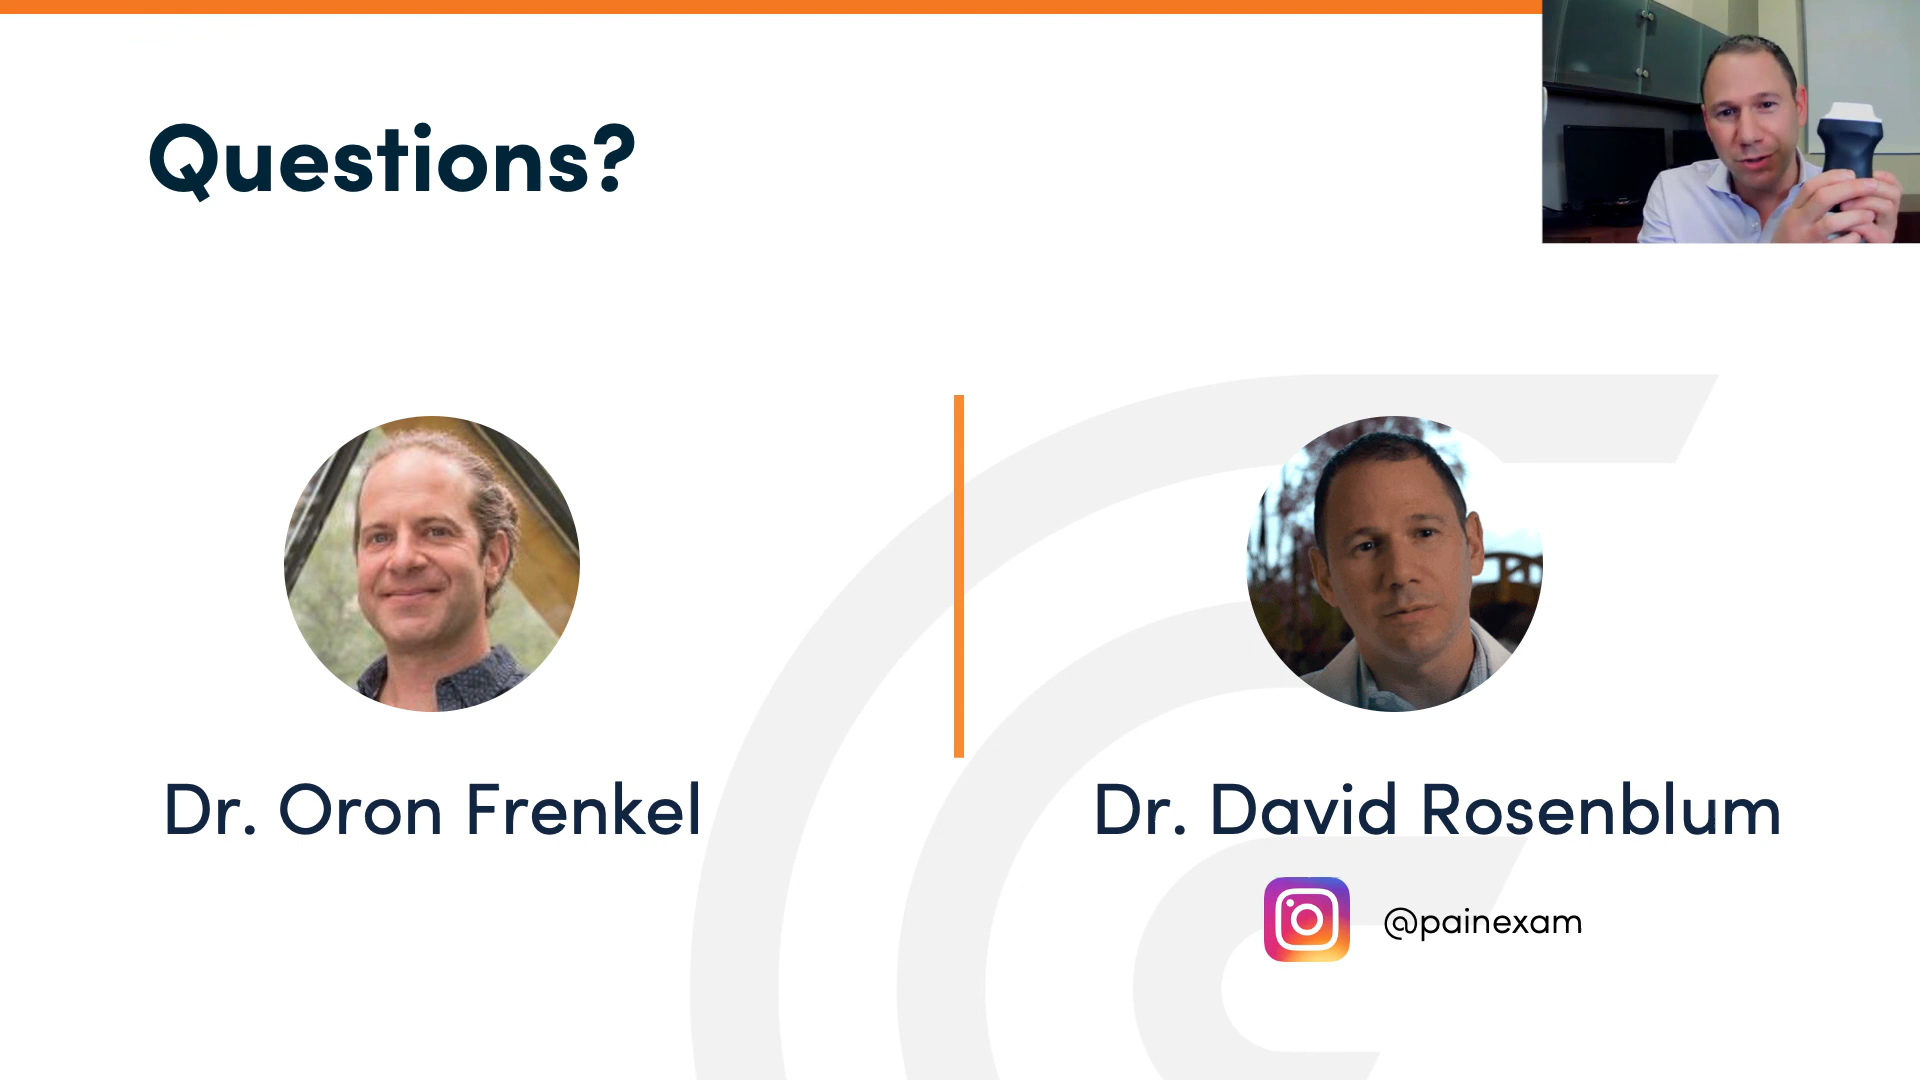 Questions?
Dr. Oron Frenkel
Dr. David Rosenblum
@painexam